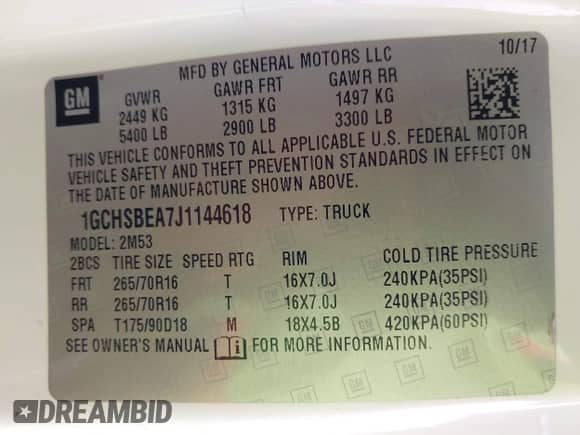 MFD BY GENERAL MOTORS LLC 10/17
GM
GVWR GAWR FRT GAWR RR
2449 KG 1315 KG 1497 KG
5400 LB 2900 LB 3300 LB
THIS VEHICLE CONFORMS TO ALL APPLICABLE U.S. FEDERAL MOTOR
VEHICLE SAFETY AND THEFT PREVENTION STANDARDS IN EFFECT ON
THE DATE OF MANUFACTURE SHOWN ABOVE.
1GCHSBEA7J1144618 TYPE: TRUCK
MODEL: 2M53
2BCS TIRE SIZE SPEED RTG RIM COLD TIRE PRESSURE
FRT 265/70R16 T 16X7.0J 240KPA(35PSI)
RR 265/70R16 T 16X7.0J 240KPA(35PSI)
SPA T175/90D18 M 18X4.5B 420KPA(60PSI)
SEE OWNER'S MANUAL FOR MORE INFORMATION.
DREAMBID